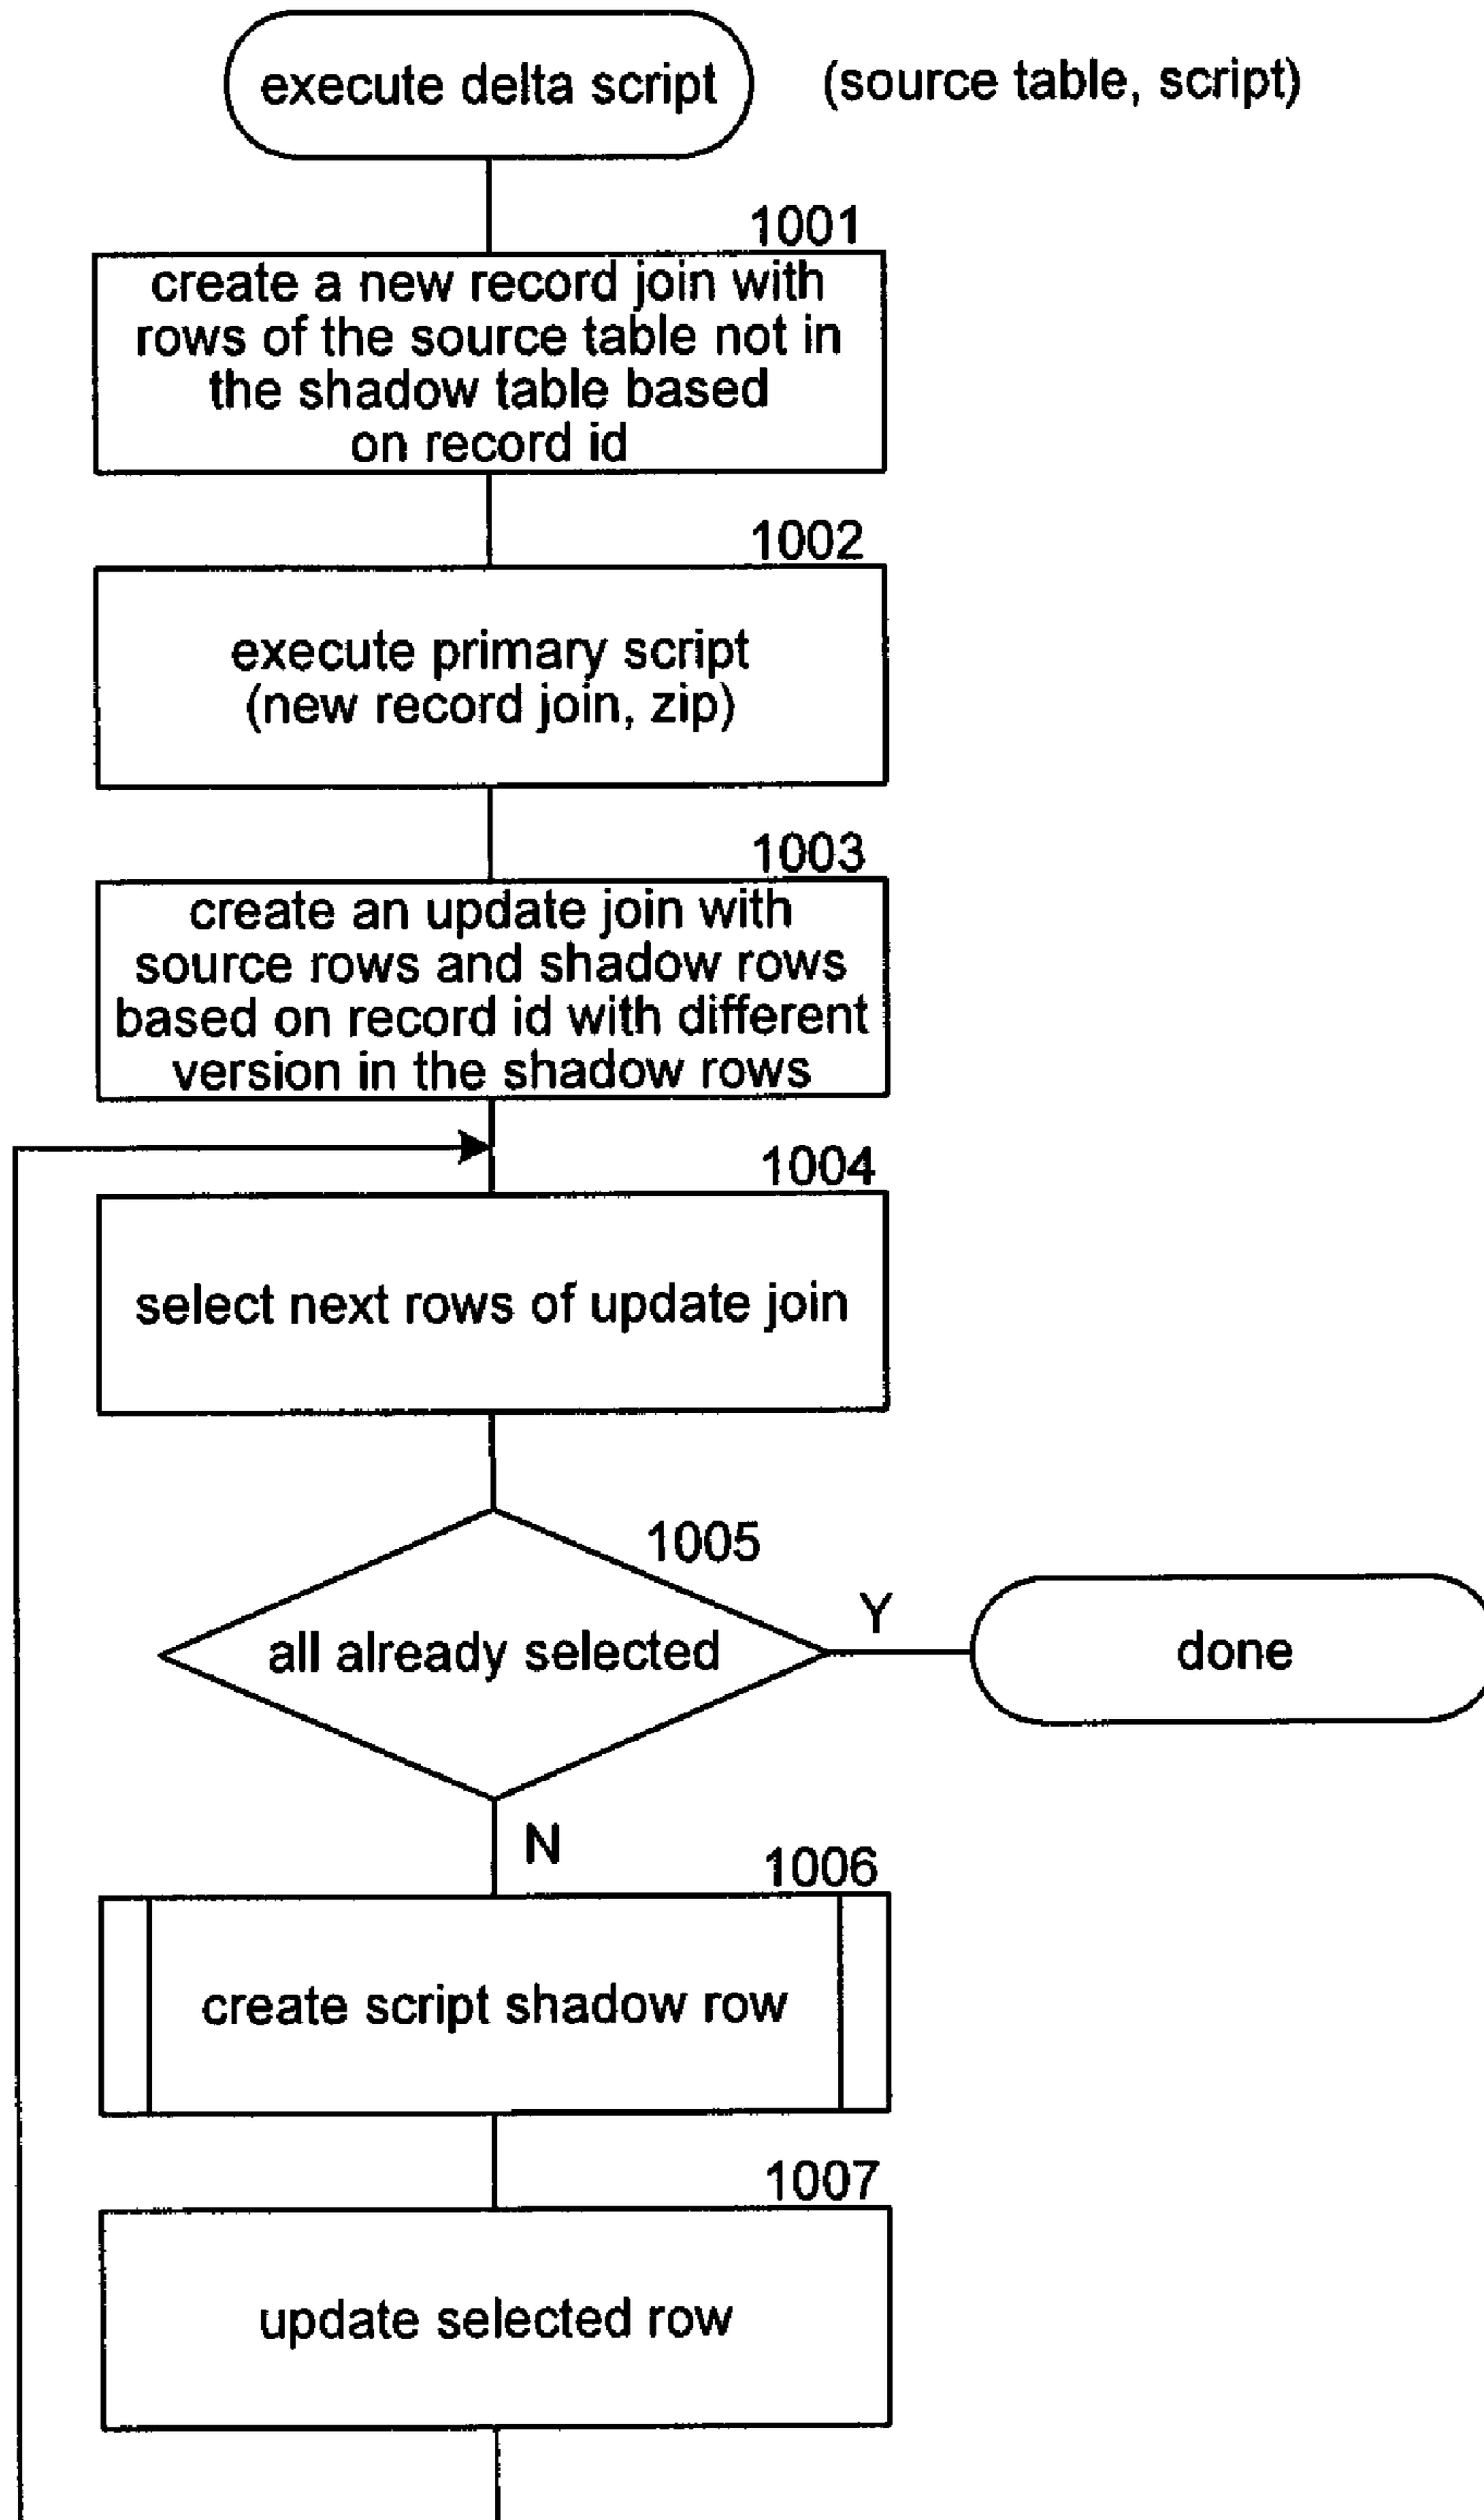 execute delta script
(source table, script)
1001
create a new record join with
rows of the source table not in
the shadow table based
on record id
1002
execute primary script
(new record join, zip)
1003
create an update join with
source rows and shadow rows
based on record id with different
version in the shadow rows
1004
select next rows of update join
1005
all already selected
Y
done
N
1006
create script shadow row
1007
update selected row